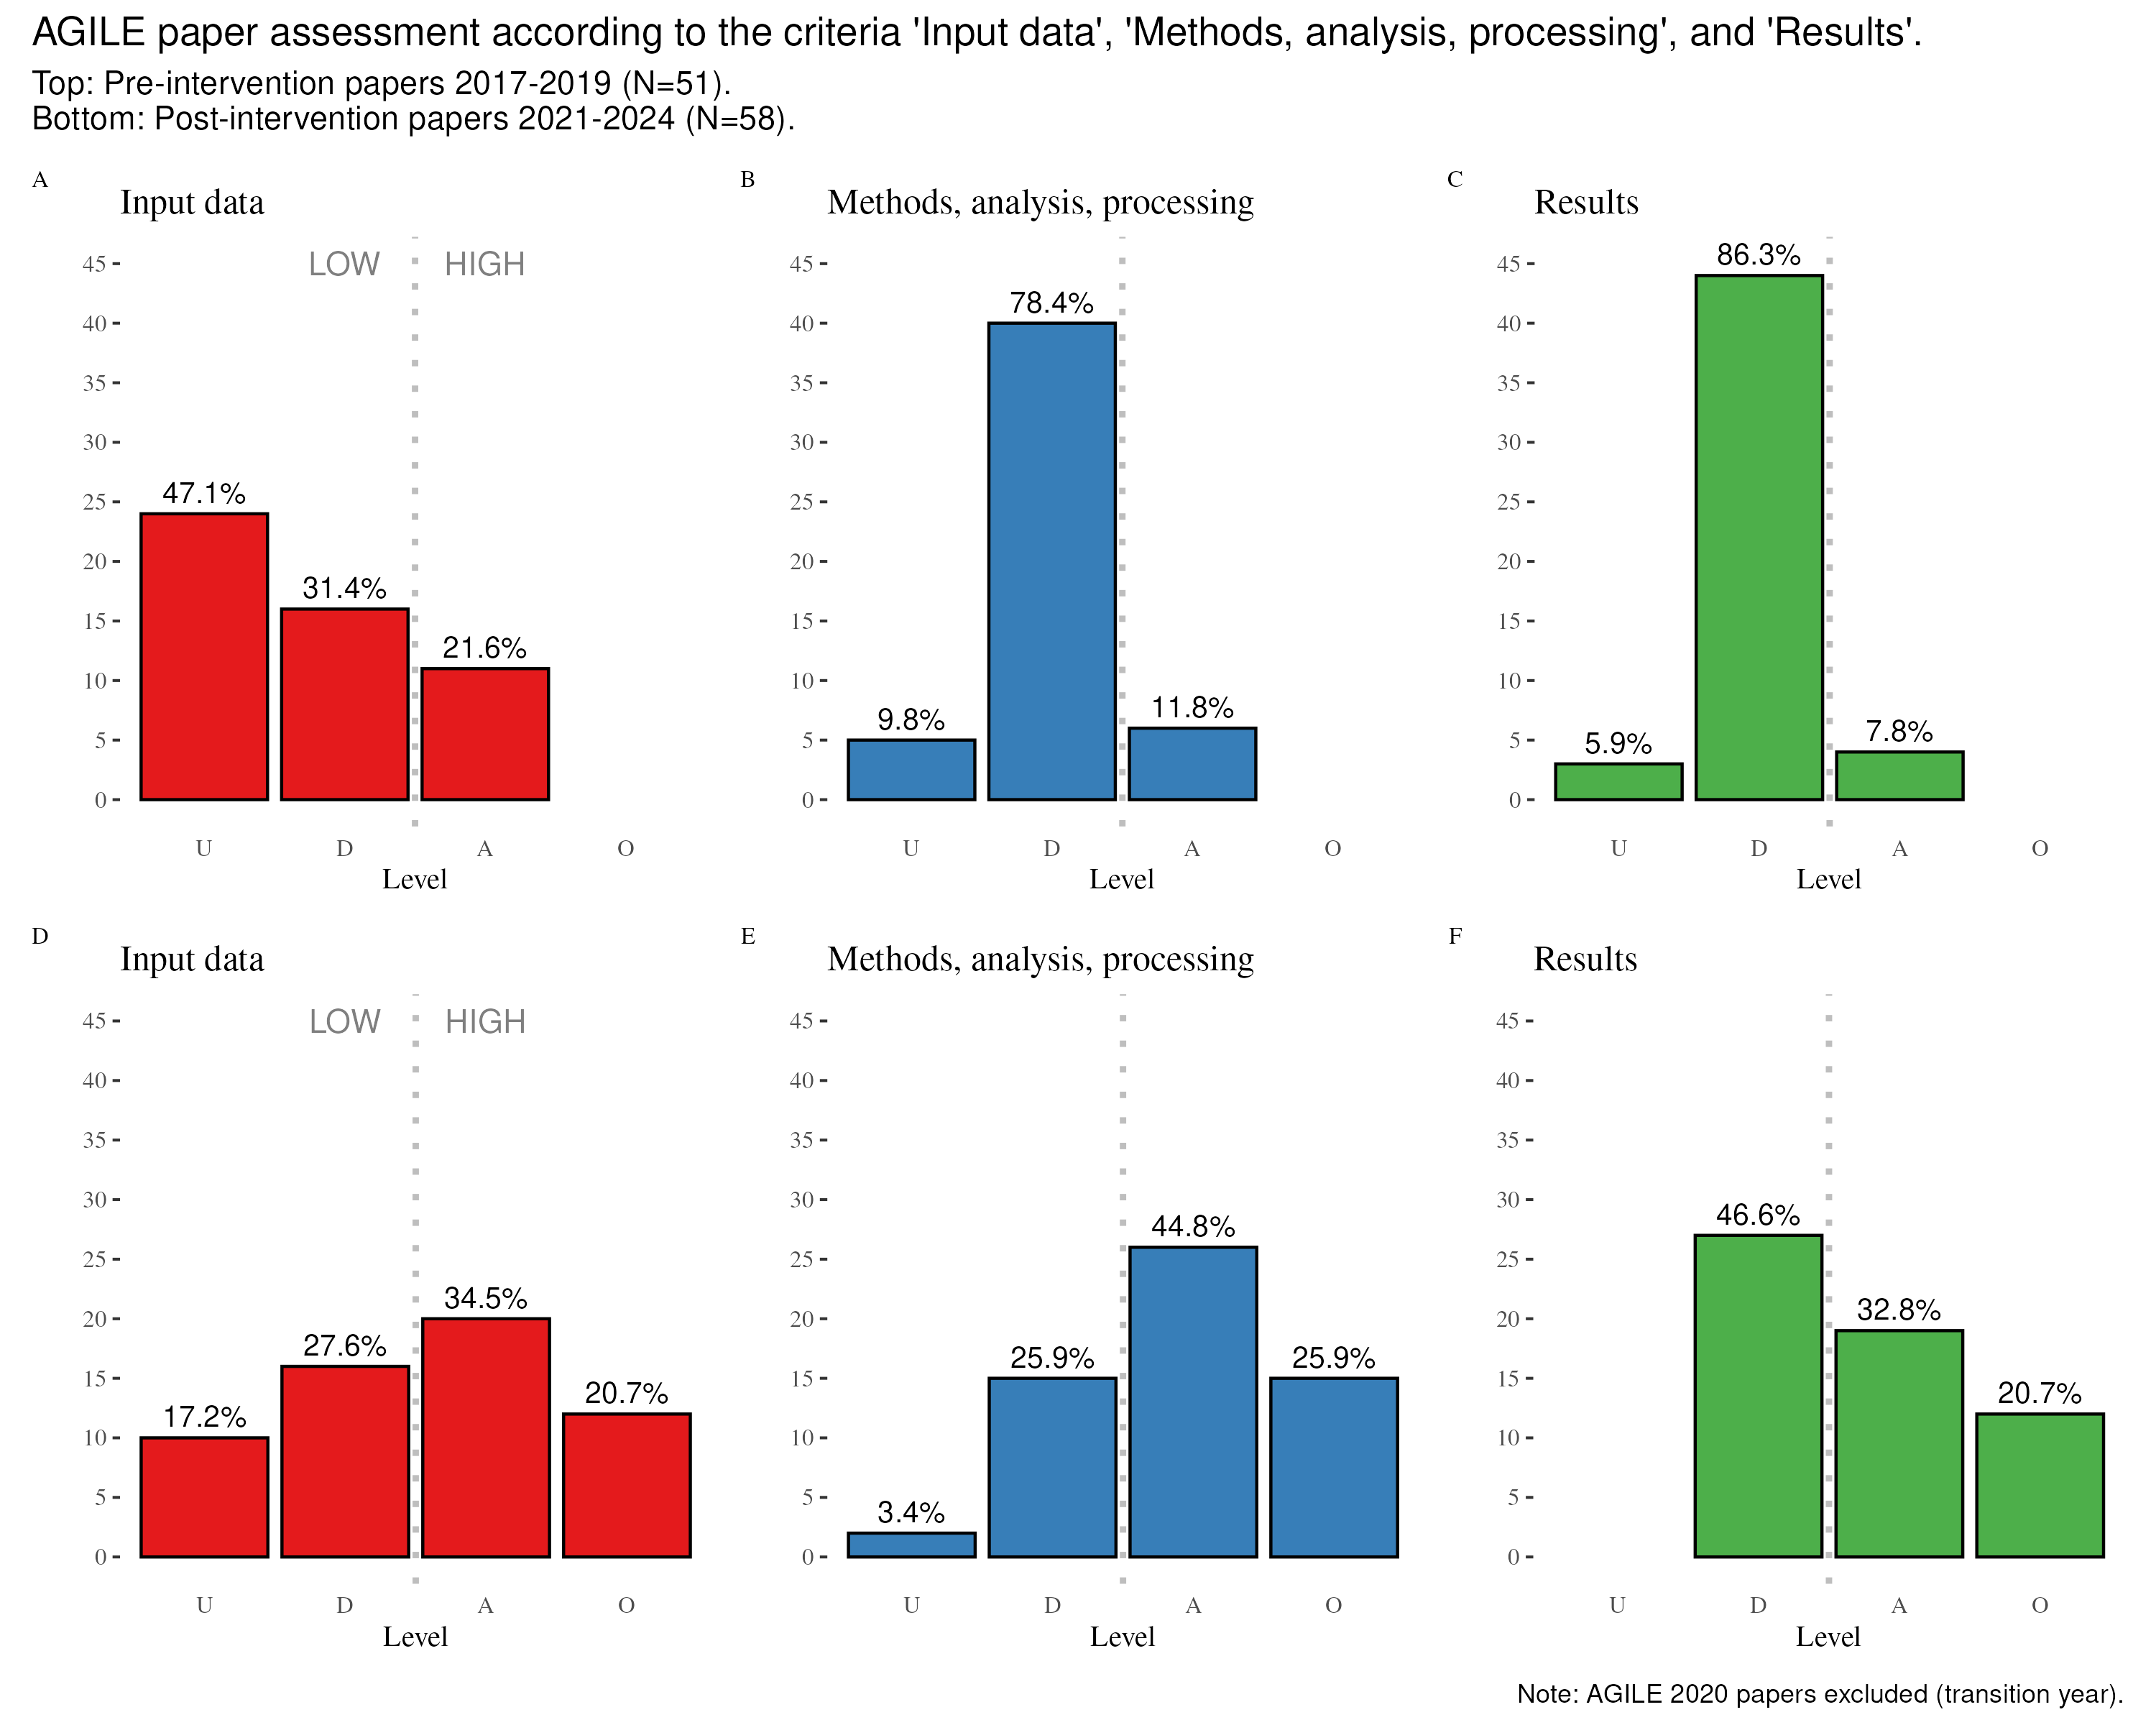 AGILE paper assessment according to the criteria 'Input data', 'Methods, analysis, processing', and 'Results'.
Top: Pre-intervention papers 2017-2019 (N=51).
Bottom: Post-intervention papers 2021-2024 (N=58).
A
Input data
LOW
HIGH
45
40
35
30
25
20
15
10
5
0
47.1%
31.4%
21.6%
U
D
A
O
Level
B
Methods, analysis, processing
45
40
35
30
25
20
15
10
5
0
9.8%
78.4%
11.8%
U
D
A
O
Level
C
Results
45
40
35
30
25
20
15
10
5
0
5.9%
86.3%
7.8%
U
D
A
O
Level
D
Input data
LOW
HIGH
45
40
35
30
25
20
15
10
5
0
17.2%
27.6%
34.5%
20.7%
U
D
A
O
Level
E
Methods, analysis, processing
45
40
35
30
25
20
15
10
5
0
3.4%
25.9%
44.8%
25.9%
U
D
A
O
Level
F
Results
45
40
35
30
25
20
15
10
5
0
46.6%
32.8%
20.7%
U
D
A
O
Level
Note: AGILE 2020 papers excluded (transition year).